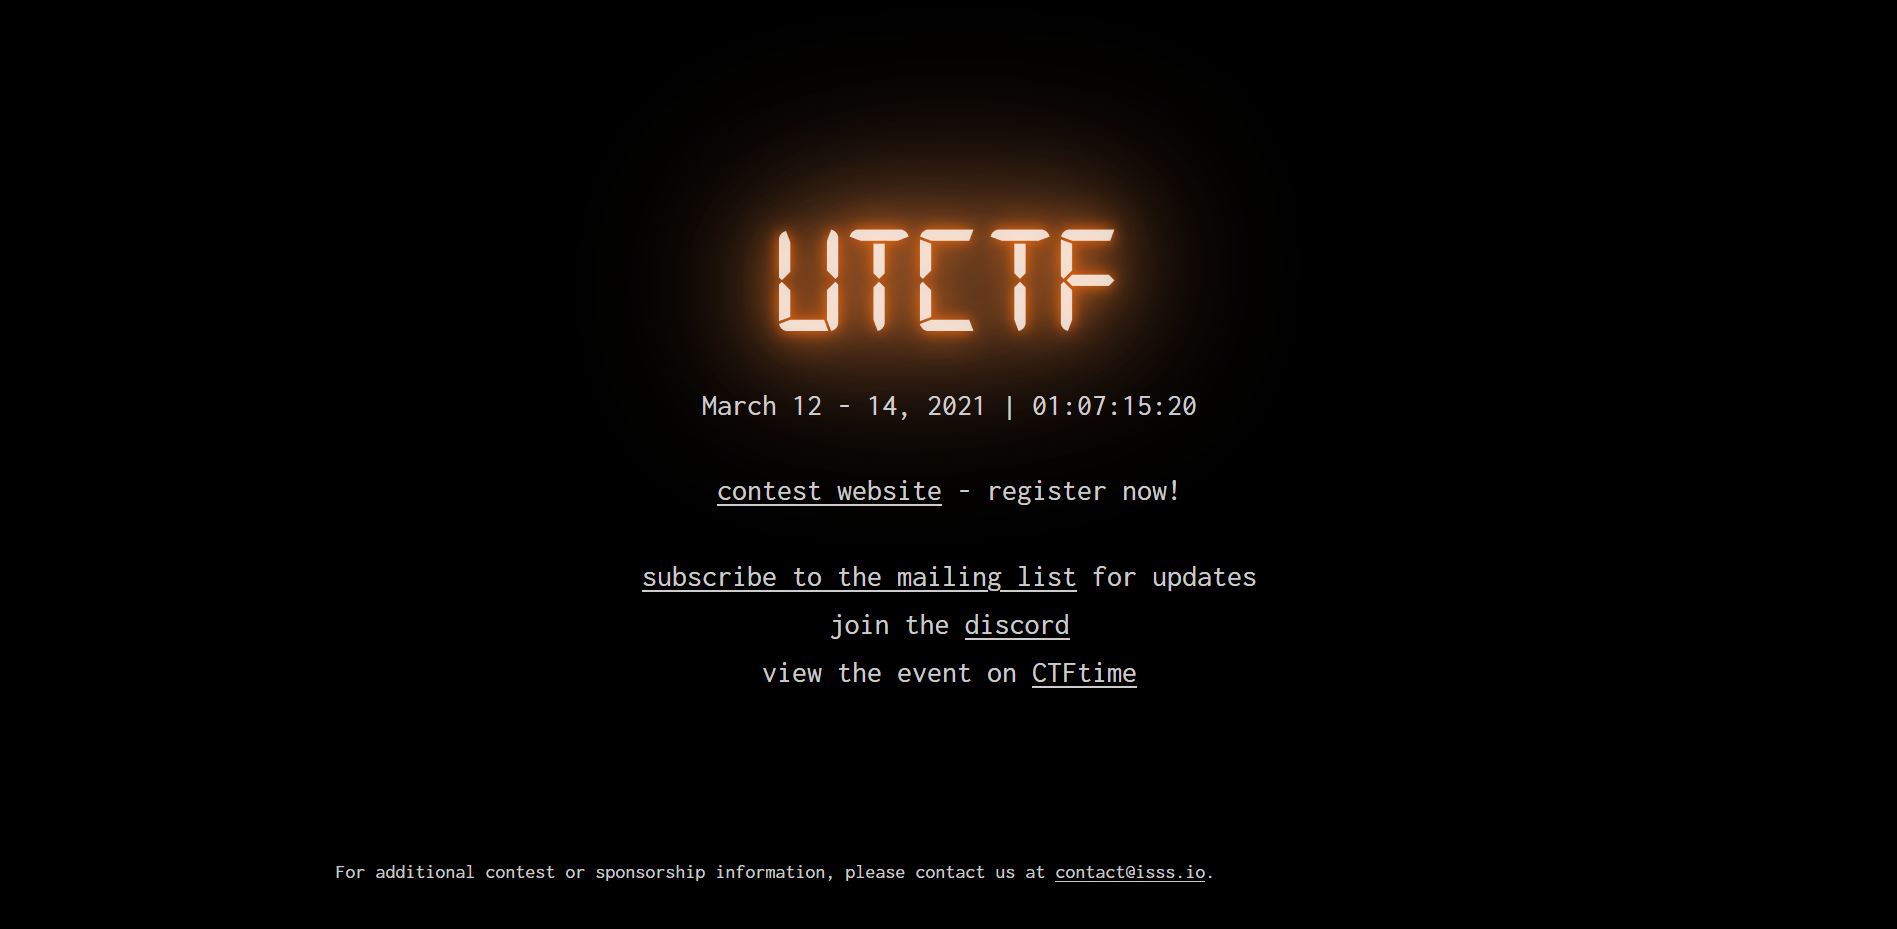 UTCTF
March 12 - 14, 2021 | 01:07:15:20
contest website - register now!
subscribe to the mailing list for updates
join the discord
view the event on CTFtime
For additional contest or sponsorship information, please contact us at contact@isss.io.